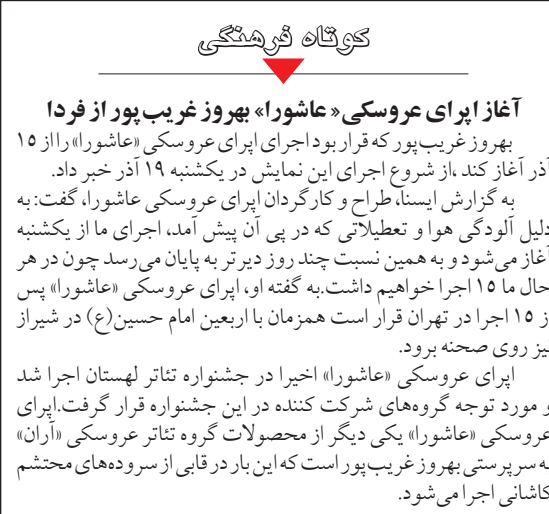 کوتاه فرهنگی
آغاز اپرای عروسکی« عاشورا» بهروز غریب پور از فردا
بهروز غریب‌پور که قرار بود اجرای اپرای عروسکی «عاشورا» را از ۱۵
آذر آغاز کند ،از شروع اجرای این نمایش در یکشنبه ۱۹ آذر خبر داد.
به گزارش ایسنا، طراح و کارگردان اپرای عروسکی عاشورا، گفت: به
دلیل آلودگی هوا و تعطیلاتی که در پی آن پیش آمد، اجرای ما از یکشنبه
آغاز می‌شود و به همین نسبت چند روز دیرتر به پایان می‌رسد چون در هر
حال ما ۱۵ اجرا خواهیم داشت.به گفته او، اپرای عروسکی «عاشورا» پس
از ۱۵ اجرا در تهران قرار است همزمان با اربعین امام حسین(ع) در شیراز
نیز روی صحنه برود.
اپرای عروسکی «عاشورا» اخیرا در جشنواره تئاتر لهستان اجرا شد
و مورد توجه گروه‌های شرکت کننده در این جشنواره قرار گرفت.اپرای
عروسکی «عاشورا» یکی دیگر از محصولات گروه تئاتر عروسکی «آران»
به سرپرستی بهروز غریب‌پور است که این بار در قابی از سروده‌های محتشم
کاشانی اجرا می‌شود.